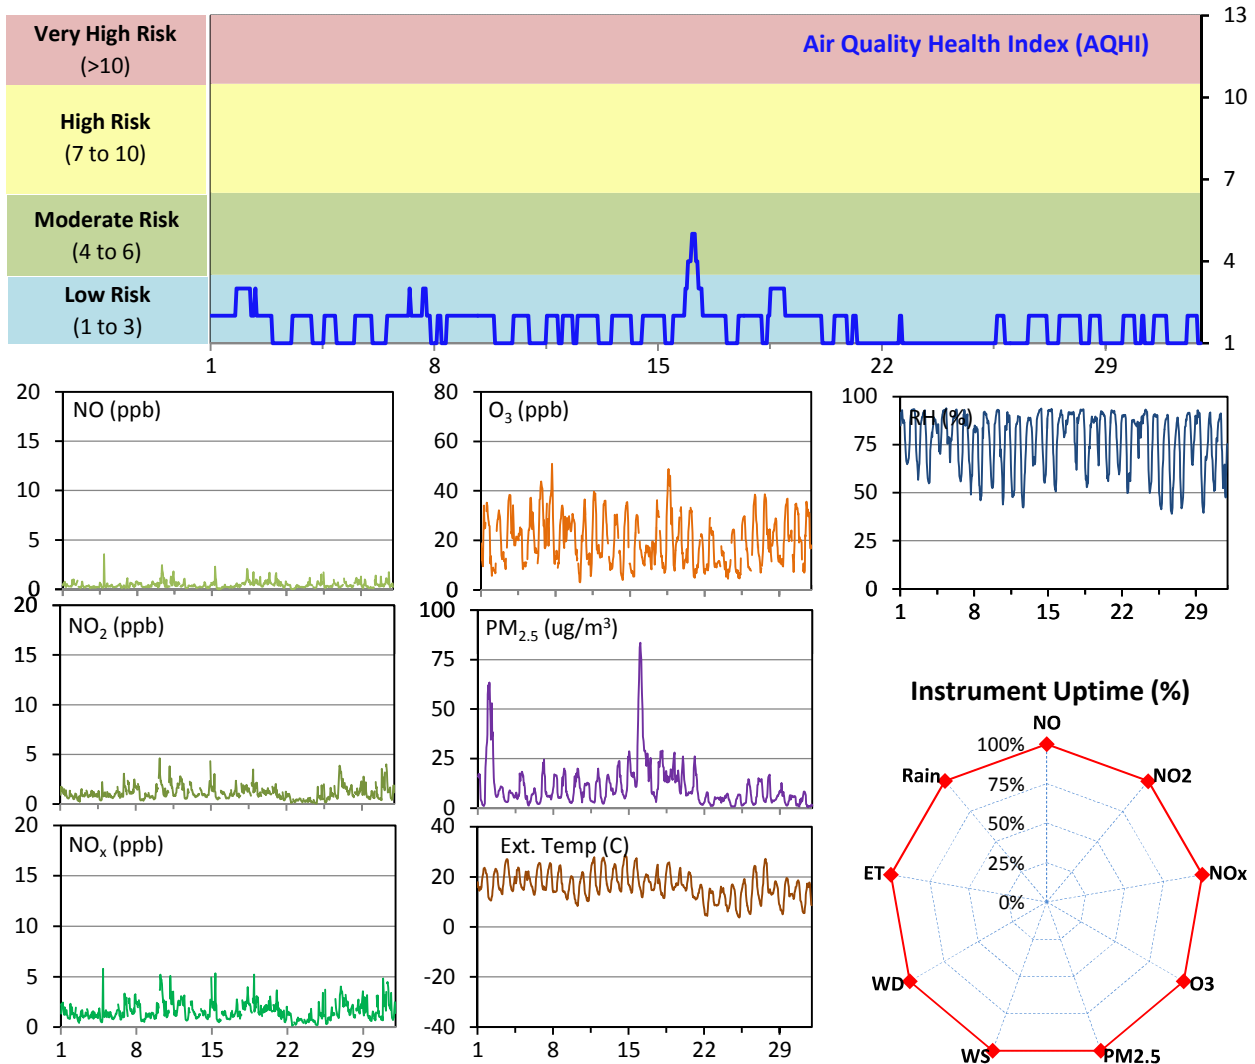 Very High Risk
(>10)
High Risk
(7 to 10)
Moderate Risk
(4 to 6)
Low Risk
(1 to 3)
Air Quality Health Index (AQHI)
13
10
7
4
1
1 8 15 22 29
NO (ppb)
20
15
10
5
0
O3 (ppb)
80
60
40
20
0
RH (%)
100
75
50
25
0
1 8 15 22 29
NO2 (ppb)
20
15
10
5
0
PM2.5 (ug/m³)
100
75
50
25
0
NOx (ppb)
20
15
10
5
0
1 8 15 22 29
Ext. Temp (C)
40
20
0
-20
-40
1 8 15 22 29
Instrument Uptime (%)
NO
NO2
NOx
O3
PM2.5
WS
WD
ET
Rain
100%
75%
50%
25%
0%